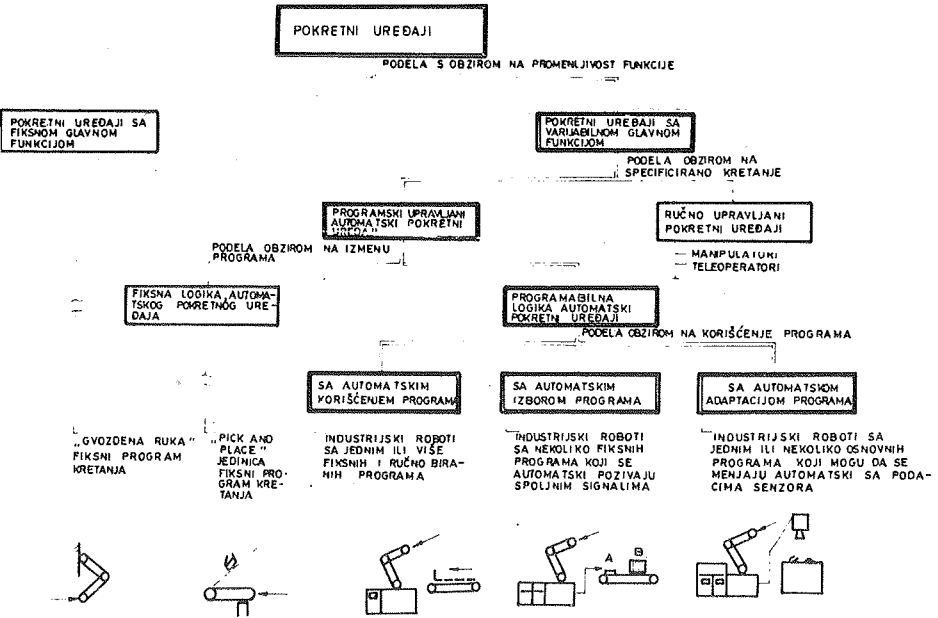 POKRETNI UREĐAJI
PODELA S OBZIROM NA PROMENLJIVOST FUNKCIJE
POKRETNI UREĐAJI SA
FIKSNOM GLAVNOM
FUNKCIJOM
POKRETNI UREĐAJI SA
VARIJABILNOM GLAVNOM
FUNKCIJOM
PODELA OBZIROM NA
SPECIFICIRANO KRETANJE
PROGRAMSKI UPRAVLJANI
AUTOMATSKI POKRETNI
RUČNO UPRAVLJANI
POKRETNI UREĐAJI
PODELA OBZIROM NA IZMENU
PROGRAMA
— MANIPULATORI
TELEOPERATORI
FIKSNA LOGIKA AUTOMA-
TSKOG POKRETNOG URE-
ĐAJA
PROGRAMABILNA
LOGIKA AUTOMATSKI
POKRETNI UREĐAJI
PODELA OBZIROM NA KORIŠĆENJE PROGRAMA
SA AUTOMATSKIM
KORIŠĆENJEM PROGRAMA
SA AUTOMATSKIM
IZBOROM PROGRAMA
SA AUTOMATSKOM
ADAPTACIJOM PROGRAMA
„GVOZDENA RUKA"
FIKSNI PROGRAM
KRETANJA
„PICK AND
PLACE"
JEDINICA
FIKSNI PRO-
GRAM KRE-
TANJA
INDUSTRIJSKI ROBOTI
SA JEDNIM ILI VIŠE
FIKSNIH I RUČNO BIRA-
NIH PROGRAMA
INDUSTRIJSKI ROBOTI
SA NEKOLIKO FIKSNIH
PROGRAMA KOJI SE
AUTOMATSKI POZIVAJU
SPOLJNIM SIGNALIMA
INDUSTRIJSKI ROBOTI SA
JEDNIM ILI NEKOLIKO OSNOVNIH
PROGRAMA KOJI MOGU DA SE
MENJAJU AUTOMATSKI SA PODA-
CIMA SENZORA
A
B